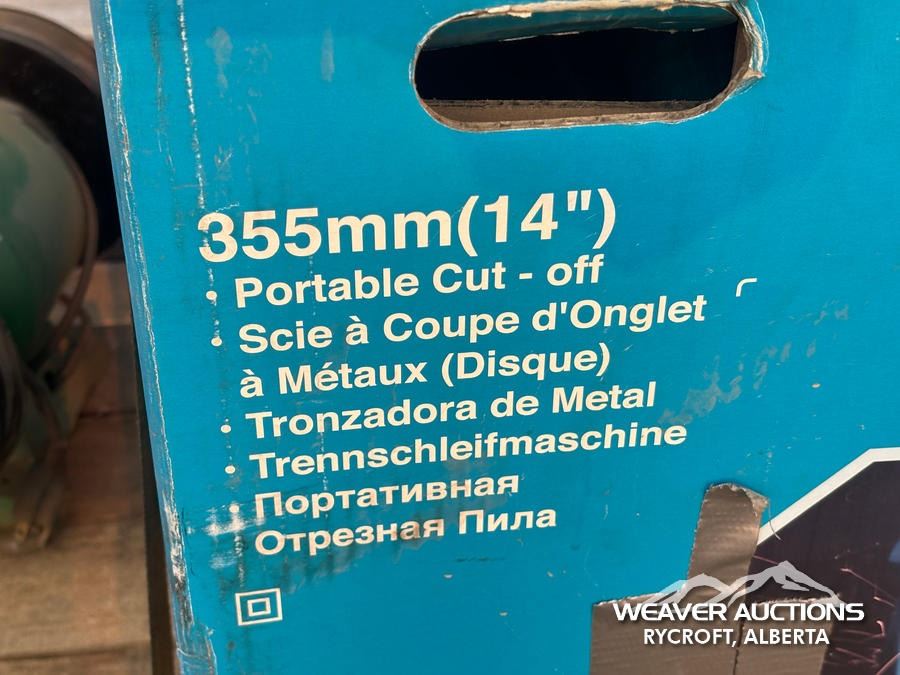 355mm(14")
• Portable Cut - off
• Scie à Coupe d'Onglet
à Métaux (Disque)
• Tronzadora de Metal
• Trennschleifmaschine
• Портативная
Отрезная Пила
WEAVER AUCTIONS
RYCROFT, ALBERTA